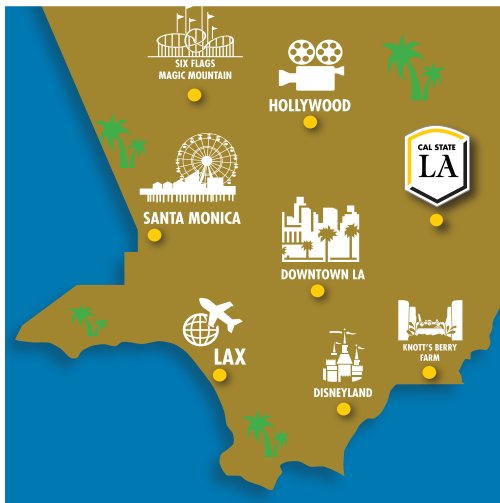 SIX FLAGS
MAGIC MOUNTAIN
HOLLYWOOD
CAL STATE
LA
SANTA MONICA
DOWNTOWN LA
LAX
KNOTT'S BERRY
FARM
DISNEYLAND